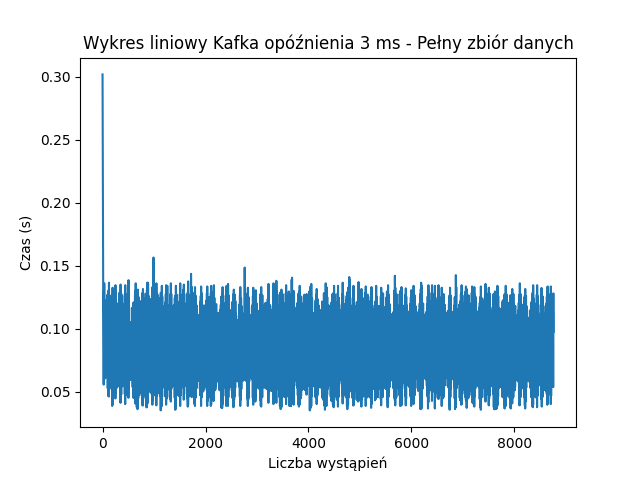 Wykres liniowy Kafka opóźnienia 3 ms - Pełny zbiór danych
0.30
0.25
0.20
0.15
0.10
0.05
Czas (s)
0 2000 4000 6000 8000
Liczba wystąpień